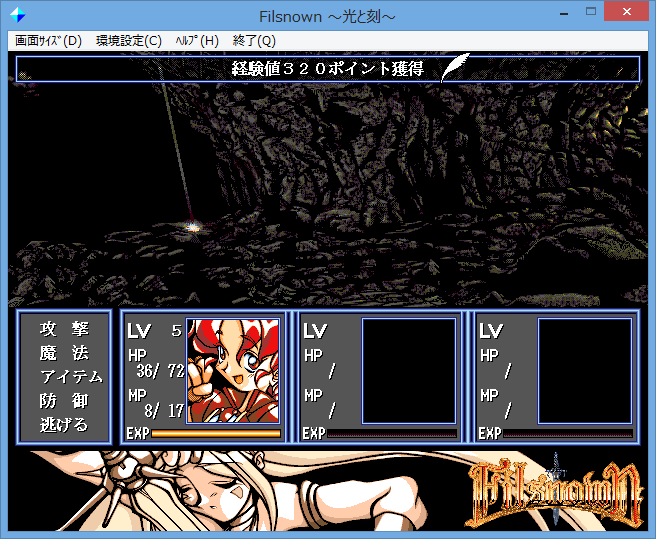 Filsnown ～光と刻～
画面ｻｲｽﾞ(D) 環境設定(C) ﾍﾙﾌﾟ(H) 終了(Q)
経験値３２０ポイント獲得
攻撃
魔法
アイテム
防御
逃げる
LV 5
HP
36/ 72
MP
8/ 17
EXP
LV
HP
/
MP
/
EXP
LV
HP
/
MP
/
EXP
Filsnown